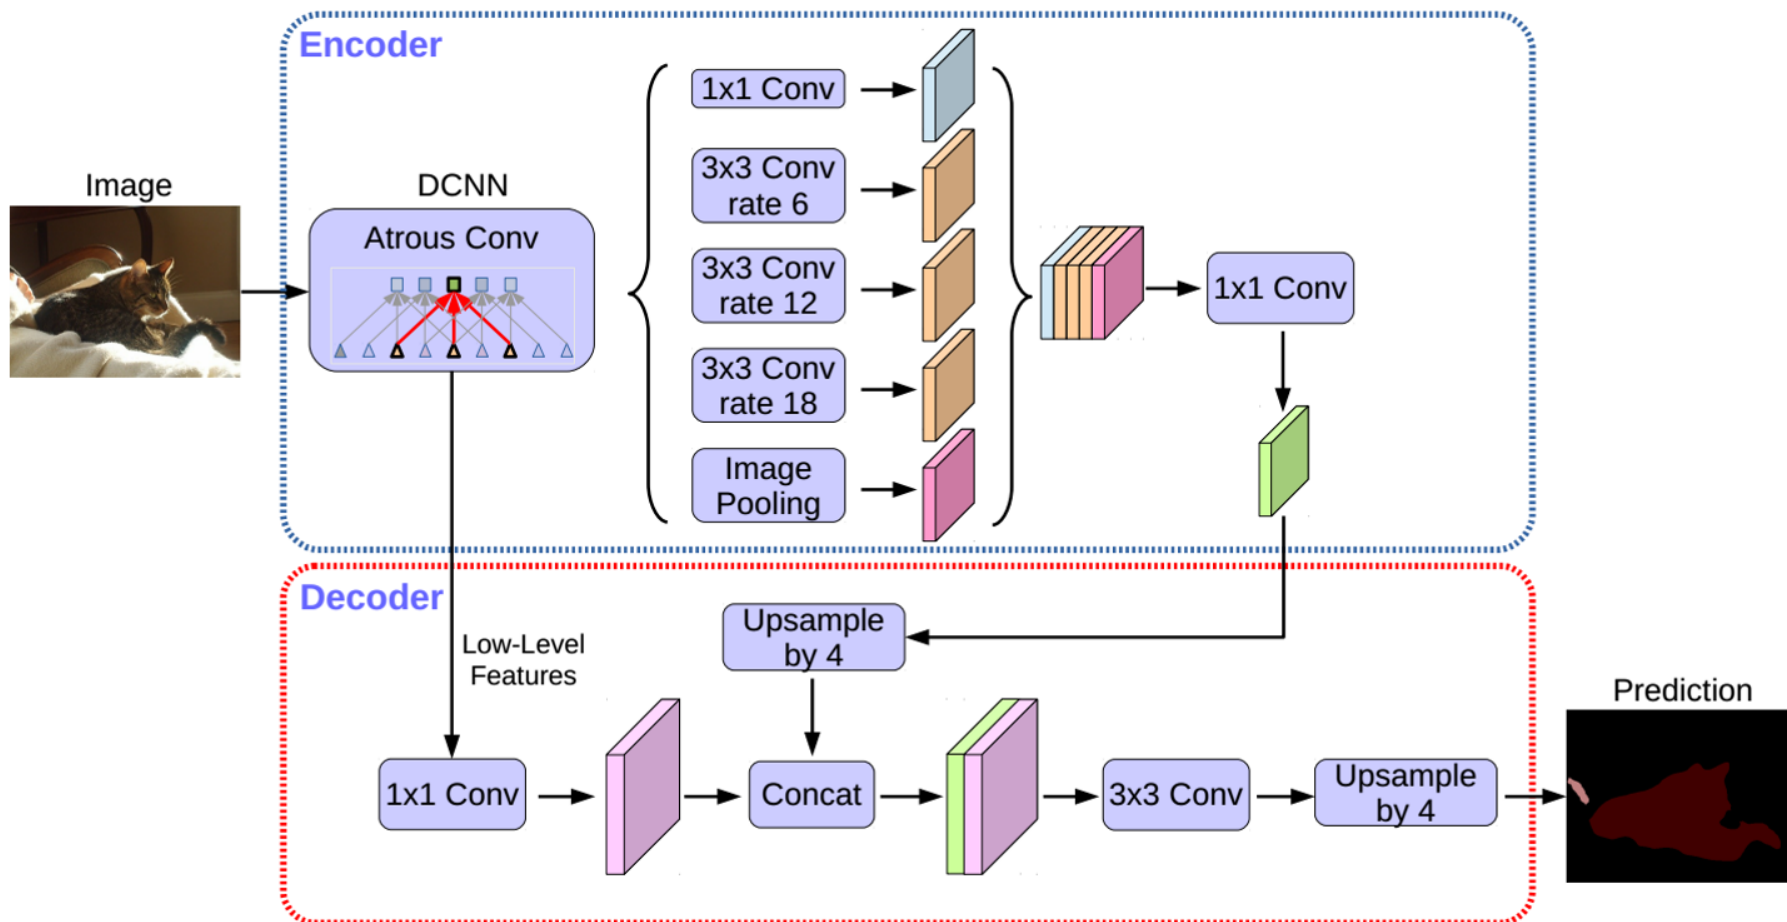 Encoder
Image
DCNN
Atrous Conv
1x1 Conv
3x3 Conv
rate 6
3x3 Conv
rate 12
3x3 Conv
rate 18
Image
Pooling
1x1 Conv
Decoder
Low-Level
Features
Upsample
by 4
1x1 Conv
Concat
3x3 Conv
Upsample
by 4
Prediction